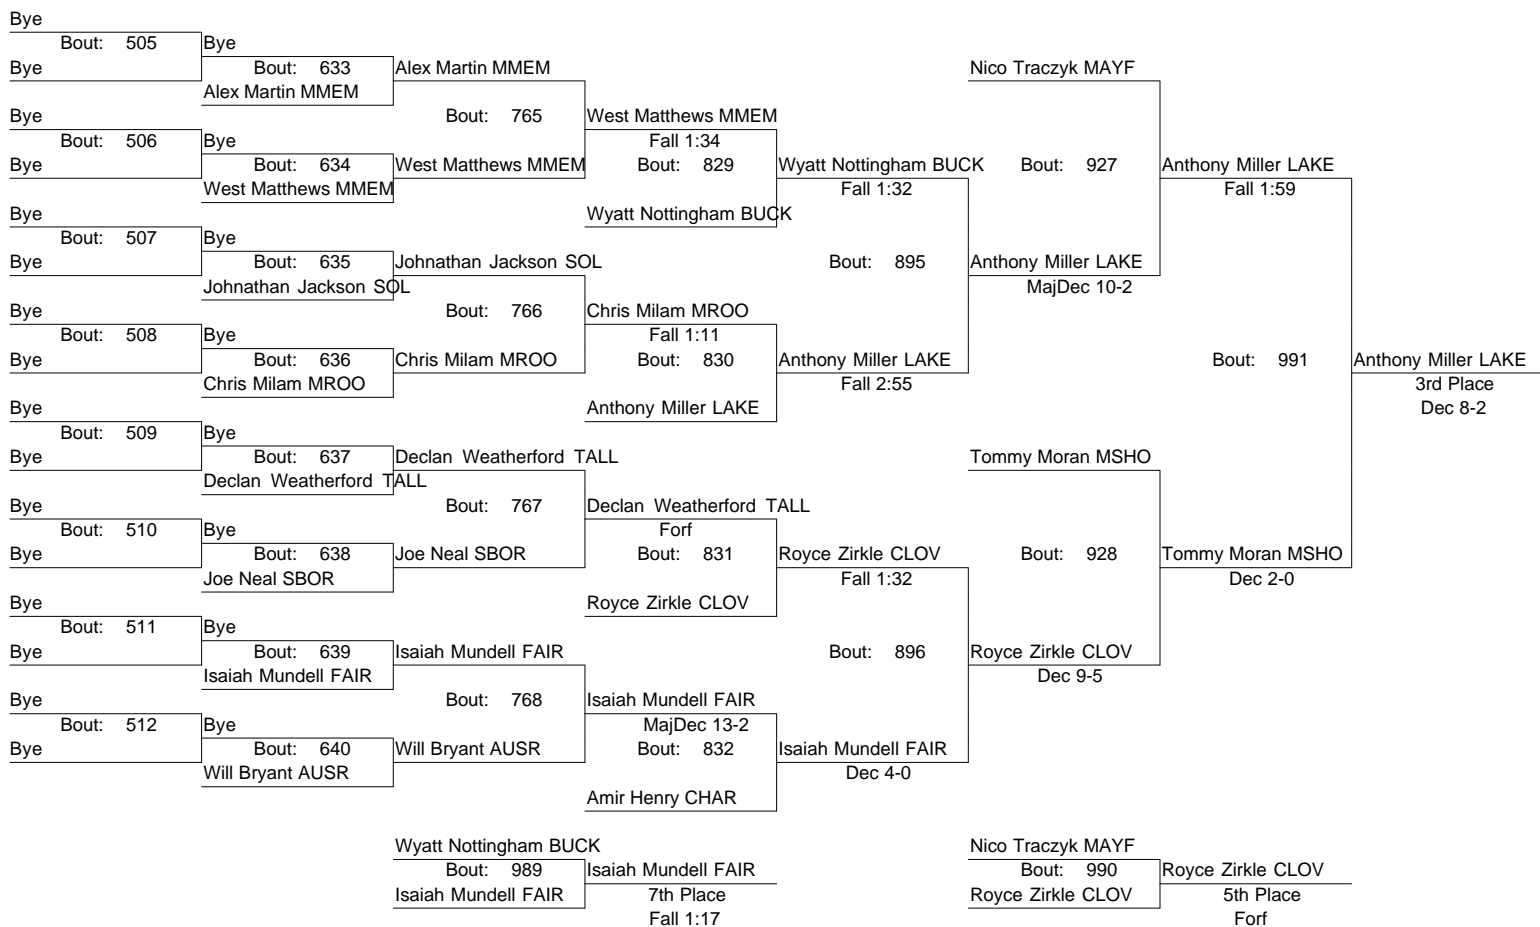 Bye
Bout: 505 Bye
Bye Bout: 633 Alex Martin MMEM Nico Traczyk MAYF
Alex Martin MMEM
Bye Bout: 765 West Matthews MMEM
Bout: 506 Bye Fall 1:34
Bye Bout: 634 West Matthews MMEM Bout: 829 Wyatt Nottingham BUCK Bout: 927 Anthony Miller LAKE
West Matthews MMEM Fall 1:32 Fall 1:59
Bye Wyatt Nottingham BUCK
Bout: 507 Bye
Bye Bout: 635 Johnathan Jackson SOL Bout: 895 Anthony Miller LAKE
Johnathan Jackson SOL MajDec 10-2
Bye Bout: 766 Chris Milam MROO
Bout: 508 Bye Fall 1:11
Bye Bout: 636 Chris Milam MROO Bout: 830 Anthony Miller LAKE Bout: 991 Anthony Miller LAKE
Chris Milam MROO Fall 2:55 3rd Place
Bye Anthony Miller LAKE Dec 8-2
Bout: 509 Bye
Bye Bout: 637 Declan Weatherford TALL Tommy Moran MSHO
Declan Weatherford TALL
Bye Bout: 767 Declan Weatherford TALL
Bout: 510 Bye Forf
Bye Bout: 638 Joe Neal SBOR Bout: 831 Royce Zirkle CLOV Bout: 928 Tommy Moran MSHO
Joe Neal SBOR Fall 1:32 Dec 2-0
Bye Royce Zirkle CLOV
Bout: 511 Bye
Bye Bout: 639 Isaiah Mundell FAIR Bout: 896 Royce Zirkle CLOV
Isaiah Mundell FAIR Dec 9-5
Bye Bout: 768 Isaiah Mundell FAIR
Bout: 512 Bye MajDec 13-2
Bye Bout: 640 Will Bryant AUSR Bout: 832 Isaiah Mundell FAIR
Will Bryant AUSR Dec 4-0
Amir Henry CHAR
Wyatt Nottingham BUCK Nico Traczyk MAYF
Bout: 989 Isaiah Mundell FAIR Bout: 990 Royce Zirkle CLOV
Isaiah Mundell FAIR 7th Place Royce Zirkle CLOV 5th Place
Fall 1:17 Forf